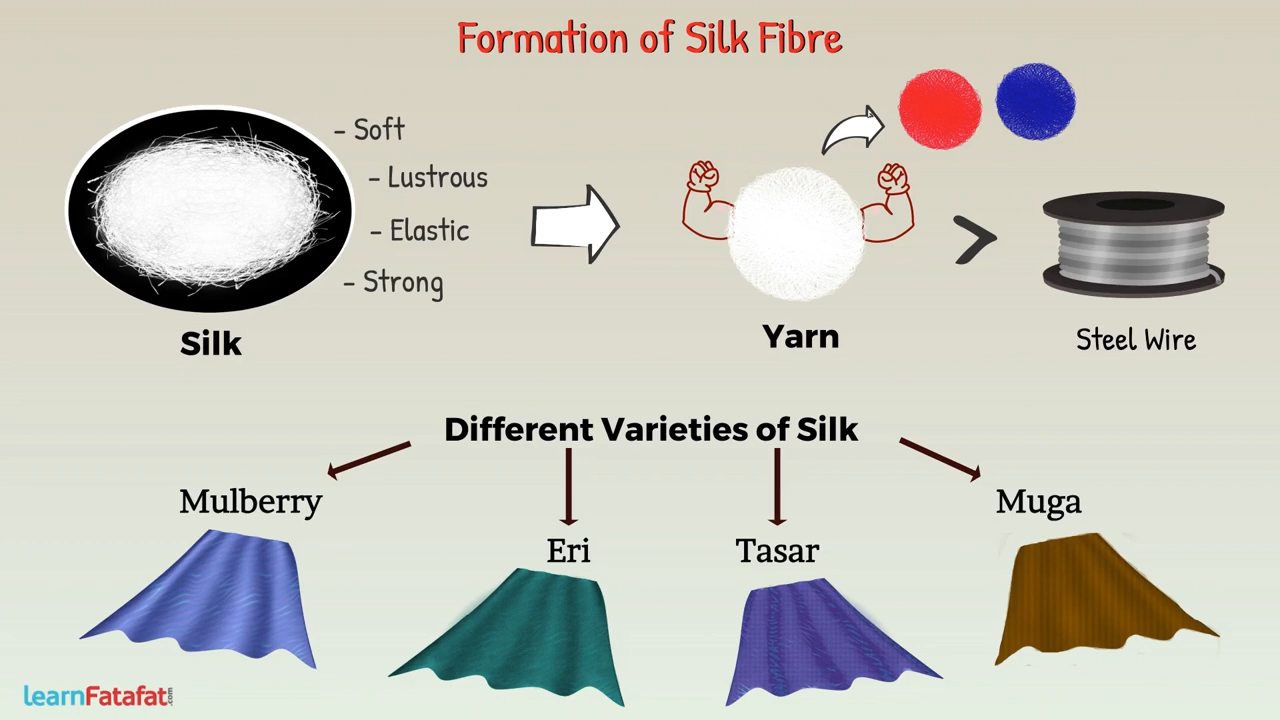 Formation of Silk Fibre
- Soft
- Lustrous
- Elastic
- Strong
Silk
Yarn
>
Steel Wire
Different Varieties of Silk
Mulberry
Eri
Tasar
Muga
learnFatafat.com